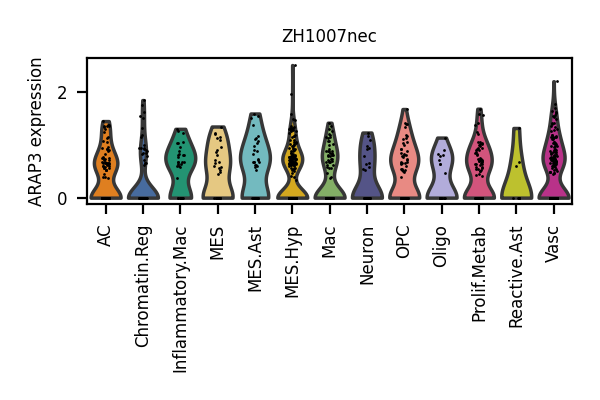 ZH1007nec
ARAP3 expression
2
0
AC
Chromatin.Reg
Inflammatory.Mac
MES
MES.Ast
MES.Hyp
Mac
Neuron
OPC
Oligo
Prolif.Metab
Reactive.Ast
Vasc